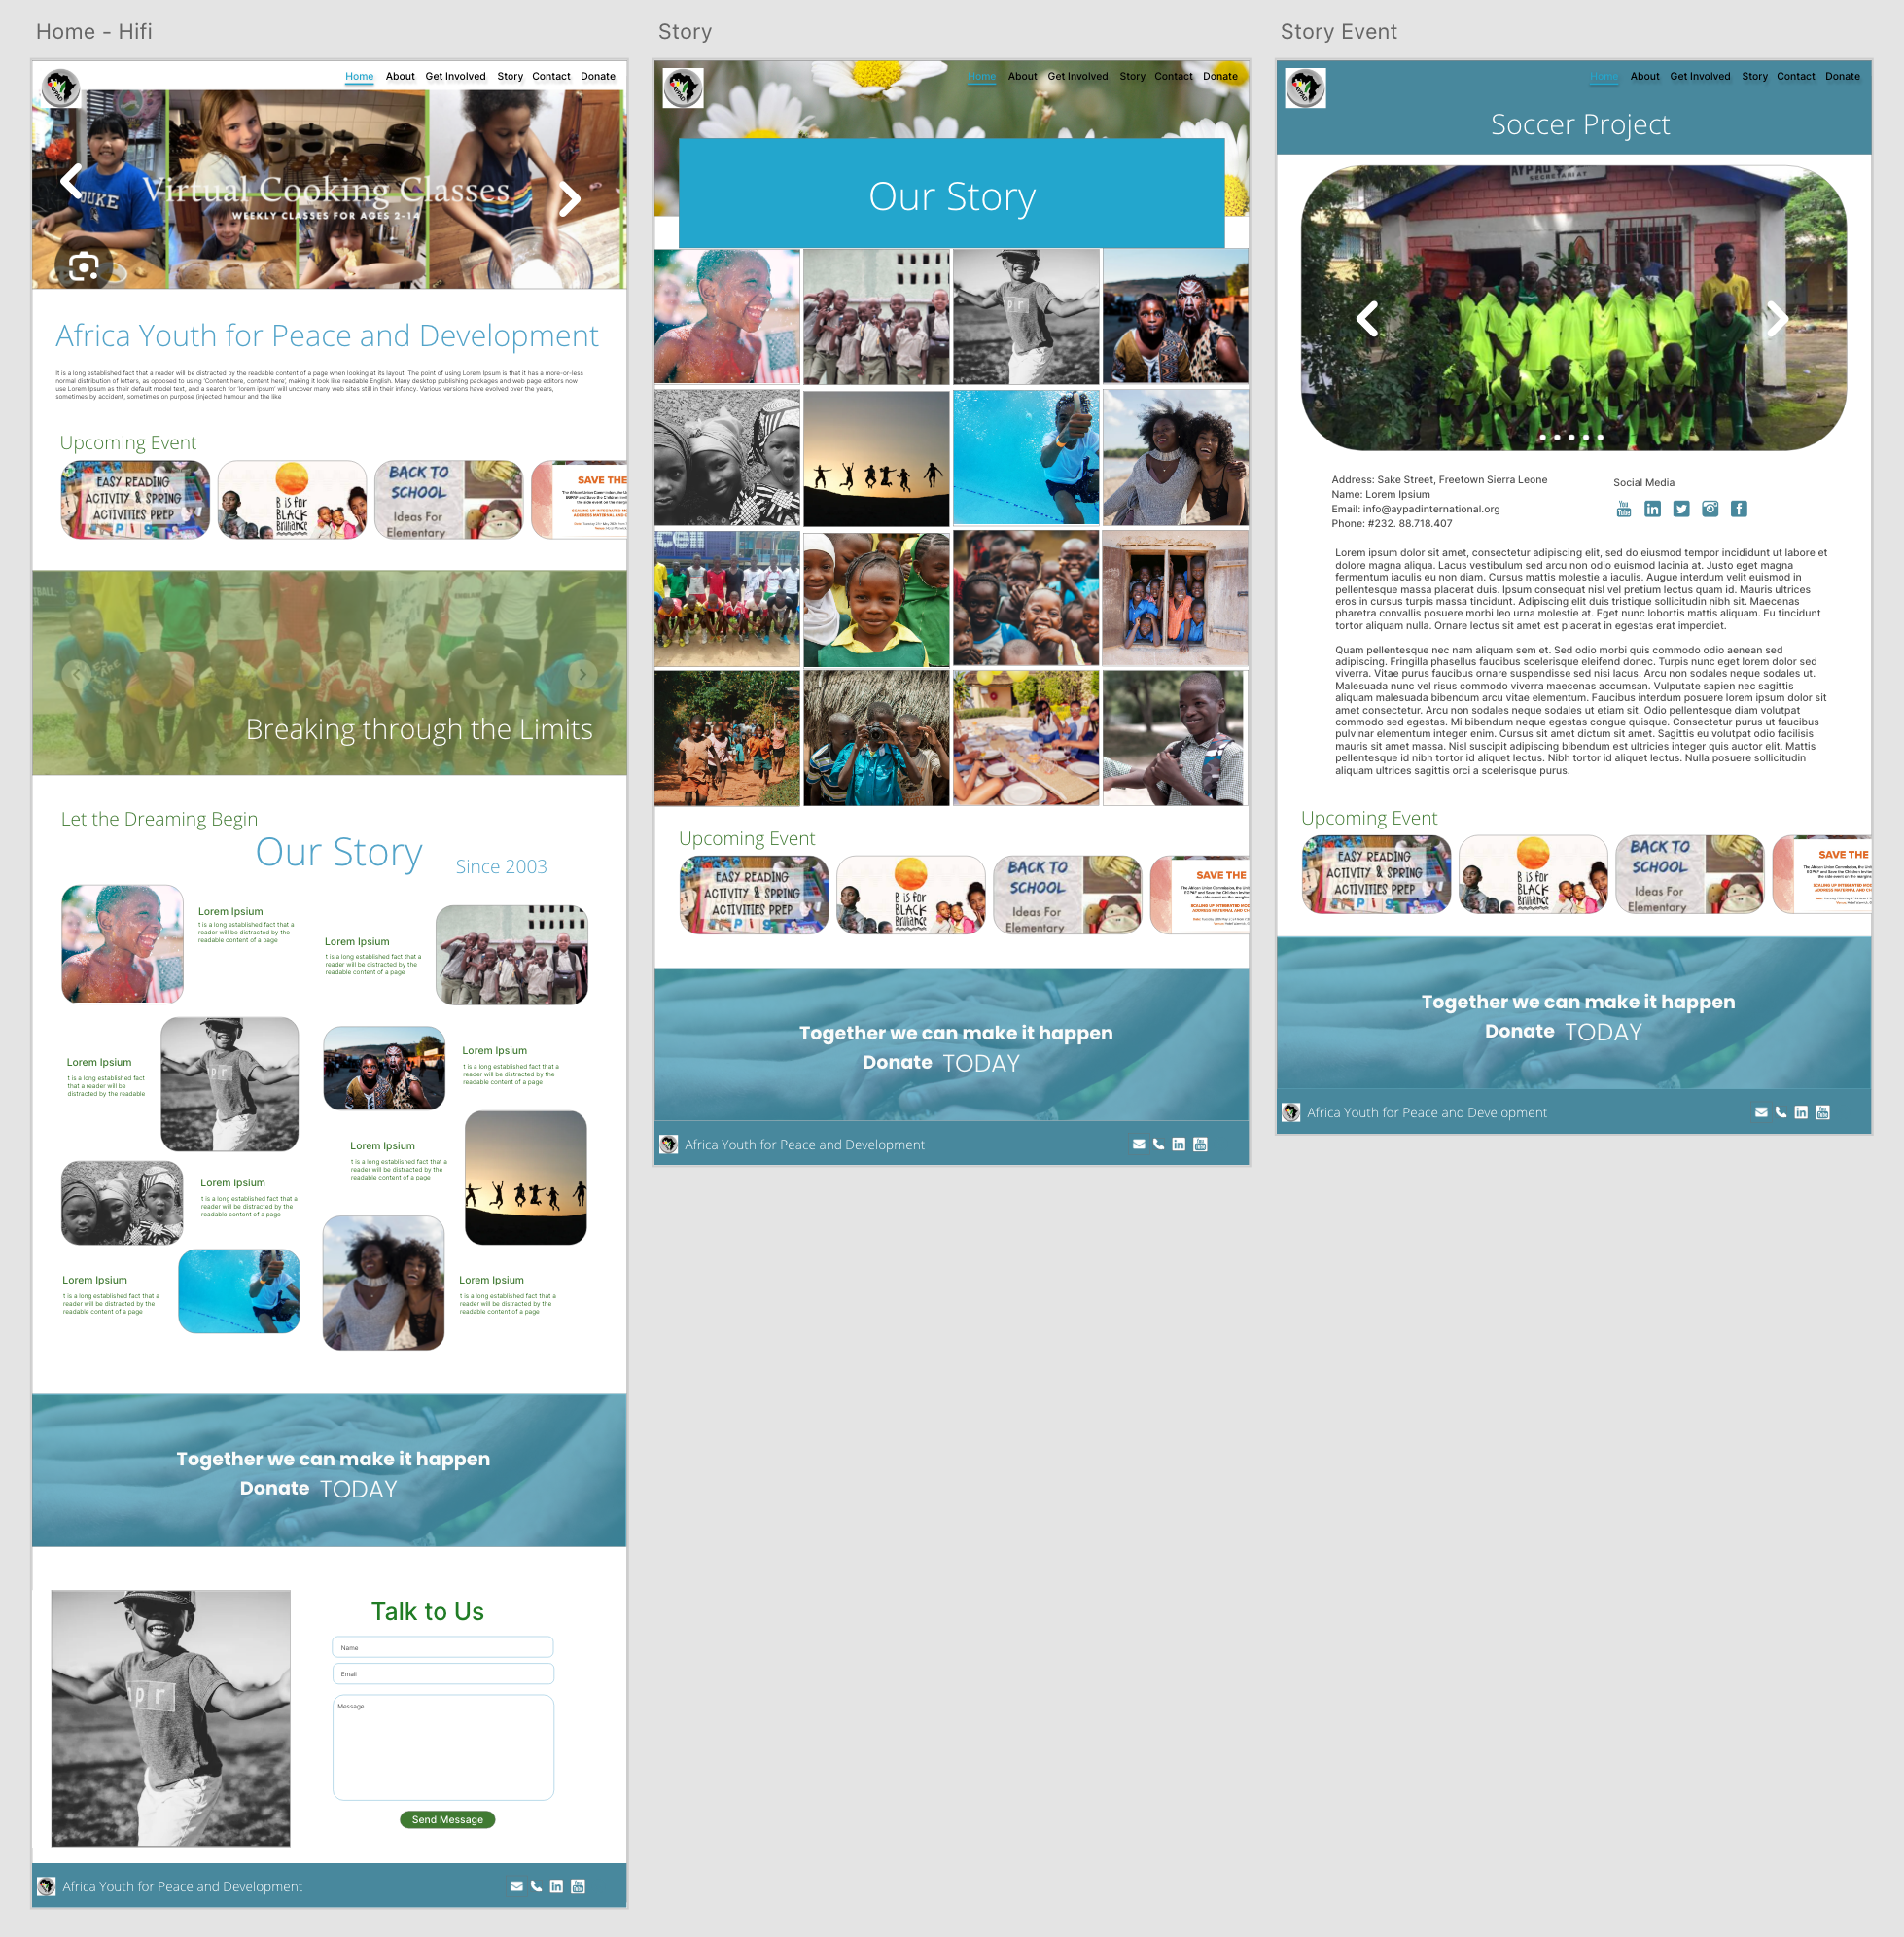 Home - Hifi
Home About Get Involved Story Contact Donate
AYPAD
DUKE
Virtual Cooking Classes
WEEKLY CLASSES FOR AGES 2-14
Africa Youth for Peace and Development
It is a long established fact that a reader will be distracted by the readable content of a page when looking at its layout. The point of using Lorem Ipsum is that it has a more-or-less
normal distribution of letters, as opposed to using 'Content here, content here', making it look like readable English. Many desktop publishing packages and web page editors now
use Lorem Ipsum as their default model text, and a search for 'lorem ipsum' will uncover many web sites still in their infancy. Various versions have evolved over the years,
sometimes by accident, sometimes on purpose (injected humour and the like
Upcoming Event
EASY READING
ACTIVITY & SPRING
ACTIVITIES PREP
B IS FOR
BLACK
Brilliance
BACK TO
SCHOOL
Ideas For
Elementary
SAVE THE
ENGLAND
Breaking through the Limits
Let the Dreaming Begin
Our Story Since 2003
Lorem Ipsium
t is a long established fact that a
reader will be distracted by the
readable content of a page
Lorem Ipsium
t is a long established fact that a
reader will be distracted by the
readable content of a page
pr
Lorem Ipsium
t is a long established fact
that a reader will be
distracted by the readable
Lorem Ipsium
t is a long established fact that a
reader will be distracted by the
readable content of a page
Lorem Ipsium
t is a long established fact that a
reader will be distracted by the
readable content of a page
Lorem Ipsium
t is a long established fact that a
reader will be distracted by the
readable content of a page
Lorem Ipsium
t is a long established fact that a
reader will be distracted by the
readable content of a page
Lorem Ipsium
t is a long established fact that a
reader will be distracted by the
readable content of a page
Together we can make it happen
Donate TODAY
pr
Talk to Us
Name
Email
Message
Send Message
Africa Youth for Peace and Development
Story
Home About Get Involved Story Contact Donate
AYPAD
Our Story
pr
Upcoming Event
EASY READING
ACTIVITY & SPRING
ACTIVITIES PREP
B IS FOR
BLACK
Brilliance
BACK TO
SCHOOL
Ideas For
Elementary
SAVE THE
Together we can make it happen
Donate TODAY
Africa Youth for Peace and Development
Story Event
Home About Get Involved Story Contact Donate
AYPAD
Soccer Project
AYPAD
SECRETARIAT
Address: Sake Street, Freetown Sierra Leone
Name: Lorem Ipsium
Email: info@aypadinternational.org
Phone: #232. 88.718.407
Social Media
You Tube
Lorem ipsum dolor sit amet, consectetur adipiscing elit, sed do eiusmod tempor incididunt ut labore et
dolore magna aliqua. Lacus vestibulum sed arcu non odio euismod lacinia at. Justo eget magna
fermentum iaculis eu non diam. Cursus mattis molestie a iaculis. Augue interdum velit euismod in
pellentesque massa placerat duis. Ipsum consequat nisl vel pretium lectus quam id. Mauris ultrices
eros in cursus turpis massa tincidunt. Adipiscing elit duis tristique sollicitudin nibh sit. Maecenas
pharetra convallis posuere morbi leo urna molestie at. Eget nunc lobortis mattis aliquam. Eu tincidunt
tortor aliquam nulla. Ornare lectus sit amet est placerat in egestas erat imperdiet.
Quam pellentesque nec nam aliquam sem et. Sed odio morbi quis commodo odio aenean sed
adipiscing. Fringilla phasellus faucibus scelerisque eleifend donec. Turpis nunc eget lorem dolor sed
viverra. Vitae purus faucibus ornare suspendisse sed nisi lacus. Arcu non sodales neque sodales ut.
Malesuada nunc vel risus commodo viverra maecenas accumsan. Vulputate sapien nec sagittis
aliquam malesuada bibendum arcu vitae elementum. Faucibus interdum posuere lorem ipsum dolor sit
amet consectetur. Arcu non sodales neque sodales ut etiam sit. Odio pellentesque diam volutpat
commodo sed egestas. Mi bibendum neque egestas congue quisque. Consectetur purus ut faucibus
pulvinar elementum integer enim. Cursus sit amet dictum sit amet. Sagittis eu volutpat odio facilisis
mauris sit amet massa. Nisl suscipit adipiscing bibendum est ultricies integer quis auctor elit. Mattis
pellentesque id nibh tortor id aliquet lectus. Nibh tortor id aliquet lectus. Nulla posuere sollicitudin
aliquam ultrices sagittis orci a scelerisque purus.
Upcoming Event
EASY READING
ACTIVITY & SPRING
ACTIVITIES PREP
B IS FOR
BLACK
Brilliance
BACK TO
SCHOOL
Ideas For
Elementary
SAVE THE
Together we can make it happen
Donate TODAY
Africa Youth for Peace and Development